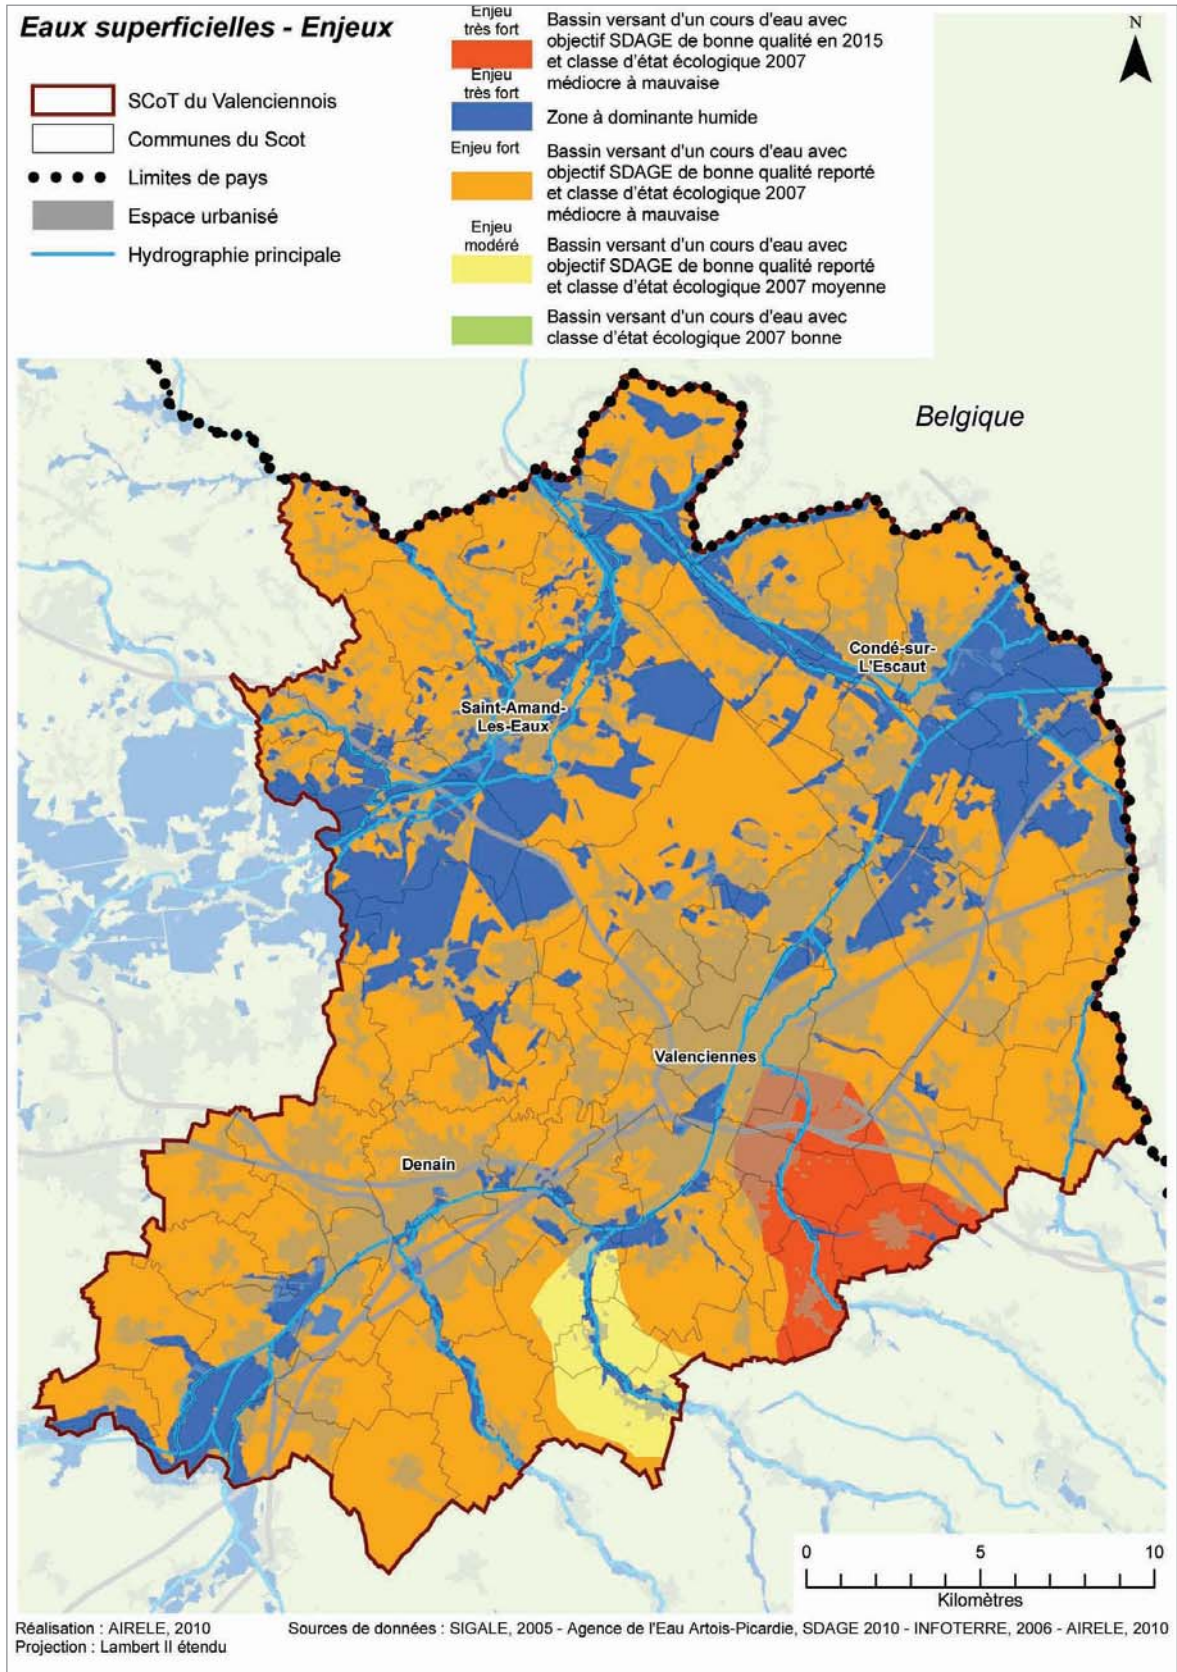 Eaux superficielles - Enjeux
SCoT du Valenciennois
Communes du Scot
Limites de pays
Espace urbanisé
Hydrographie principale
Enjeu
très fort
Bassin versant d'un cours d'eau avec
objectif SDAGE de bonne qualité en 2015
et classe d'état écologique 2007
médiocre à mauvaise
Enjeu
très fort
Zone à dominante humide
Enjeu fort
Bassin versant d'un cours d'eau avec
objectif SDAGE de bonne qualité reporté
et classe d'état écologique 2007
médiocre à mauvaise
Enjeu
modéré
Bassin versant d'un cours d'eau avec
objectif SDAGE de bonne qualité reporté
et classe d'état écologique 2007 moyenne
Bassin versant d'un cours d'eau avec
classe d'état écologique 2007 bonne
N
Belgique
Condé-sur-
L'Escaut
Saint-Amand-
Les-Eaux
Valenciennes
Denain
0 5 10
Kilomètres
Réalisation : AIRELE, 2010
Projection : Lambert II étendu
Sources de données : SIGALE, 2005 - Agence de l'Eau Artois-Picardie, SDAGE 2010 - INFOTERRE, 2006 - AIRELE, 2010